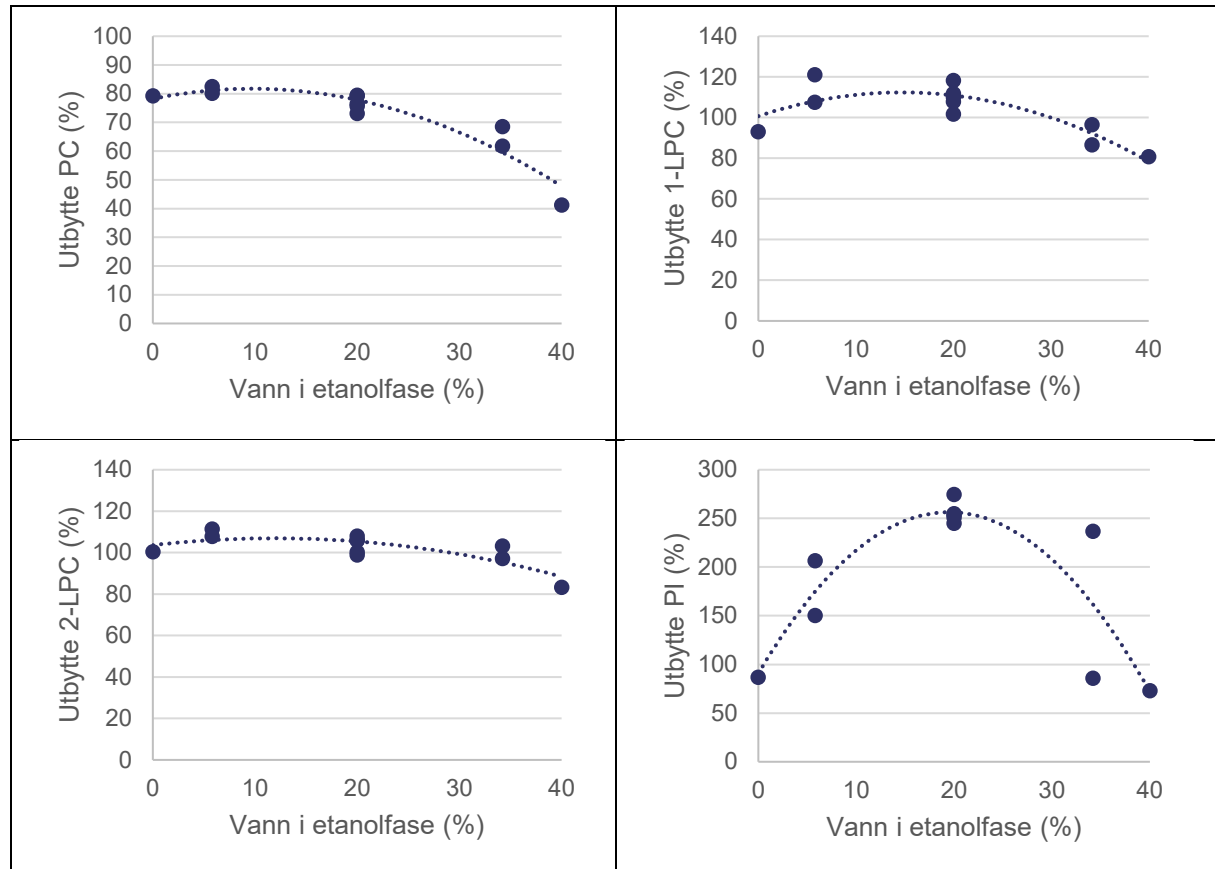 Utbytte PC (%)
100
90
80
70
60
50
40
30
20
10
0
0 10 20 30 40
Vann i etanolfase (%)
Utbytte 1-LPC (%)
140
120
100
80
60
40
20
0
0 10 20 30 40
Vann i etanolfase (%)
Utbytte 2-LPC (%)
140
120
100
80
60
40
20
0
0 10 20 30 40
Vann i etanolfase (%)
Utbytte PI (%)
300
250
200
150
100
50
0
0 10 20 30 40
Vann i etanolfase (%)